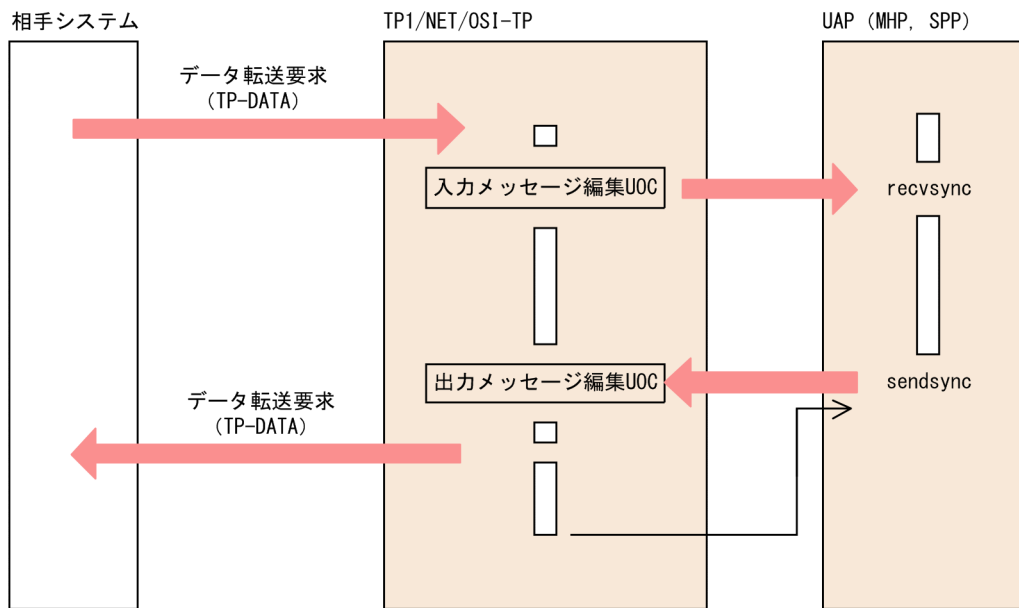 相手システム
TP1/NET/OSI-TP
UAP (MHP, SPP)
データ転送要求
(TP-DATA)
入力メッセージ編集UOC
recvsync
出力メッセージ編集UOC
sendsync
データ転送要求
(TP-DATA)